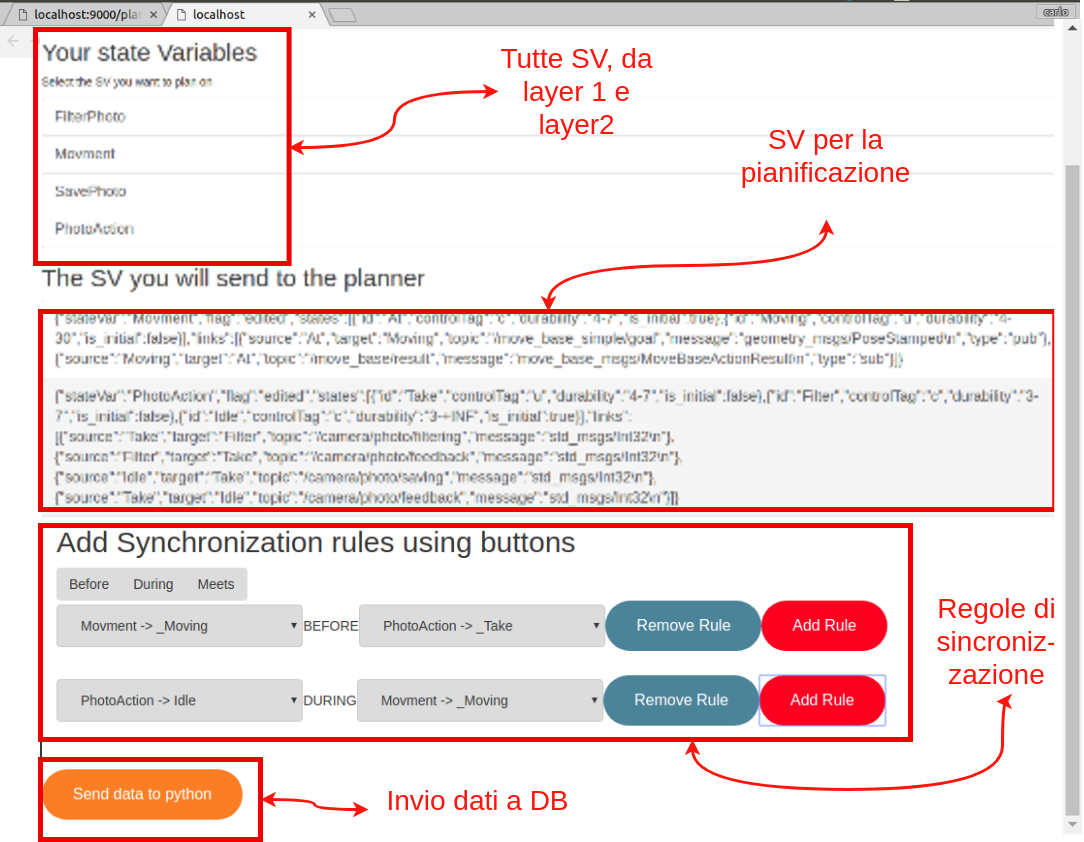 localhost:9000/plan × localhost × carlo
Your state Variables
Select the SV you want to plan on
FilterPhoto
Movment
SavePhoto
PhotoAction
Tutte SV, da
layer 1 e
layer2
SV per la
pianificazione
The SV you will send to the planner
{"stateVar":"Movment","flag":"edited","states":[{"id":"At","controlTag":"c","durability":"4-7","is_initial":true},{"id":"Moving","controlTag":"u","durability":"4-
30","is_initial":false}],"links":[{"source":"At","target":"Moving","topic":"/move_base_simple/goal","message":"geometry_msgs/PoseStamped\n","type":"pub"},
{"source":"Moving","target":"At","topic":"/move_base/result","message":"move_base_msgs/MoveBaseActionResult\n","type":"sub"}]}
{"stateVar":"PhotoAction","flag":"edited","states":[{"id":"Take","controlTag":"u","durability":"4-7","is_initial":false},{"id":"Filter","controlTag":"c","durability":"3-
7","is_initial":false},{"id":"Idle","controlTag":"c","durability":"3-+INF","is_initial":true}],"links":
[{"source":"Take","target":"Filter","topic":"/camera/photo/filtering","message":"std_msgs/Int32\n"},
{"source":"Filter","target":"Take","topic":"/camera/photo/feedback","message":"std_msgs/Int32\n"},
{"source":"Idle","target":"Take","topic":"/camera/photo/saving","message":"std_msgs/Int32\n"},
{"source":"Take","target":"Idle","topic":"/camera/photo/feedback","message":"std_msgs/Int32\n"}]}
Add Synchronization rules using buttons
Before During Meets
Movment -> _Moving BEFORE PhotoAction -> _Take Remove Rule Add Rule
PhotoAction -> Idle DURING Movment -> _Moving Remove Rule Add Rule
Regole di
sincroniz-
zazione
Send data to python
Invio dati a DB